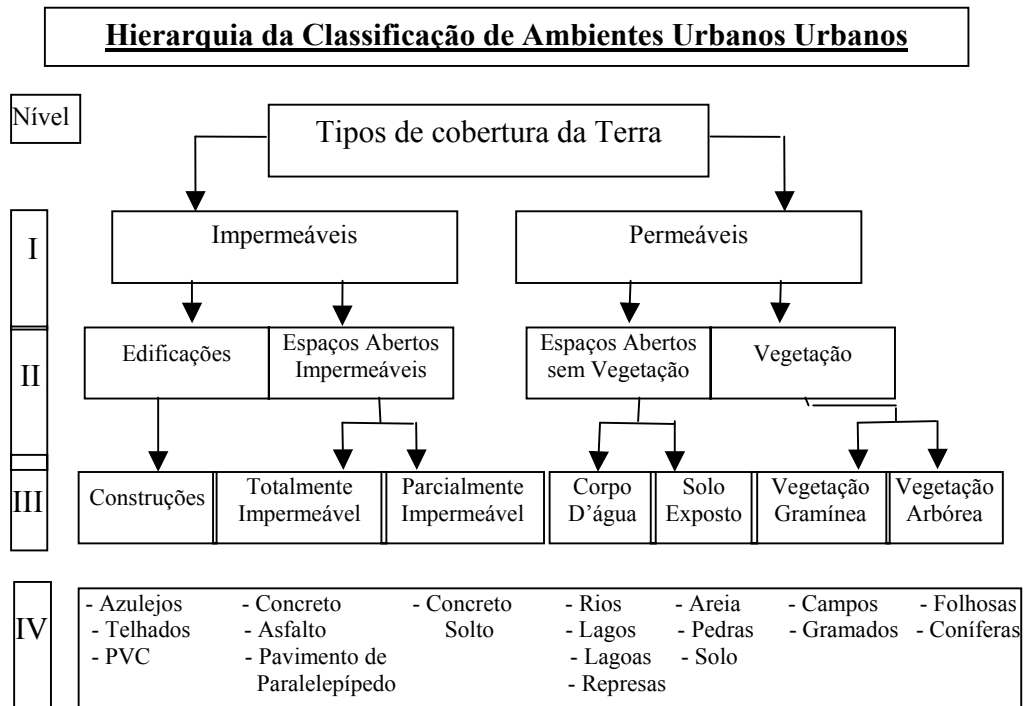 Hierarquia da Classificação de Ambientes Urbanos Urbanos
Nível
Tipos de cobertura da Terra
I
Impermeáveis
Permeáveis
II
Edificações
Espaços Abertos
Impermeáveis
Espaços Abertos
sem Vegetação
Vegetação
III
Construções
Totalmente
Impermeável
Parcialmente
Impermeável
Corpo
D'água
Solo
Exposto
Vegetação
Gramínea
Vegetação
Arbórea
IV
- Azulejos
- Telhados
- PVC
- Concreto
- Asfalto
- Pavimento de
Paralelepípedo
- Concreto
Solto
- Rios
- Lagos
- Lagoas
- Represas
- Areia
- Pedras
- Solo
- Campos
- Gramados
- Folhosas
- Coníferas